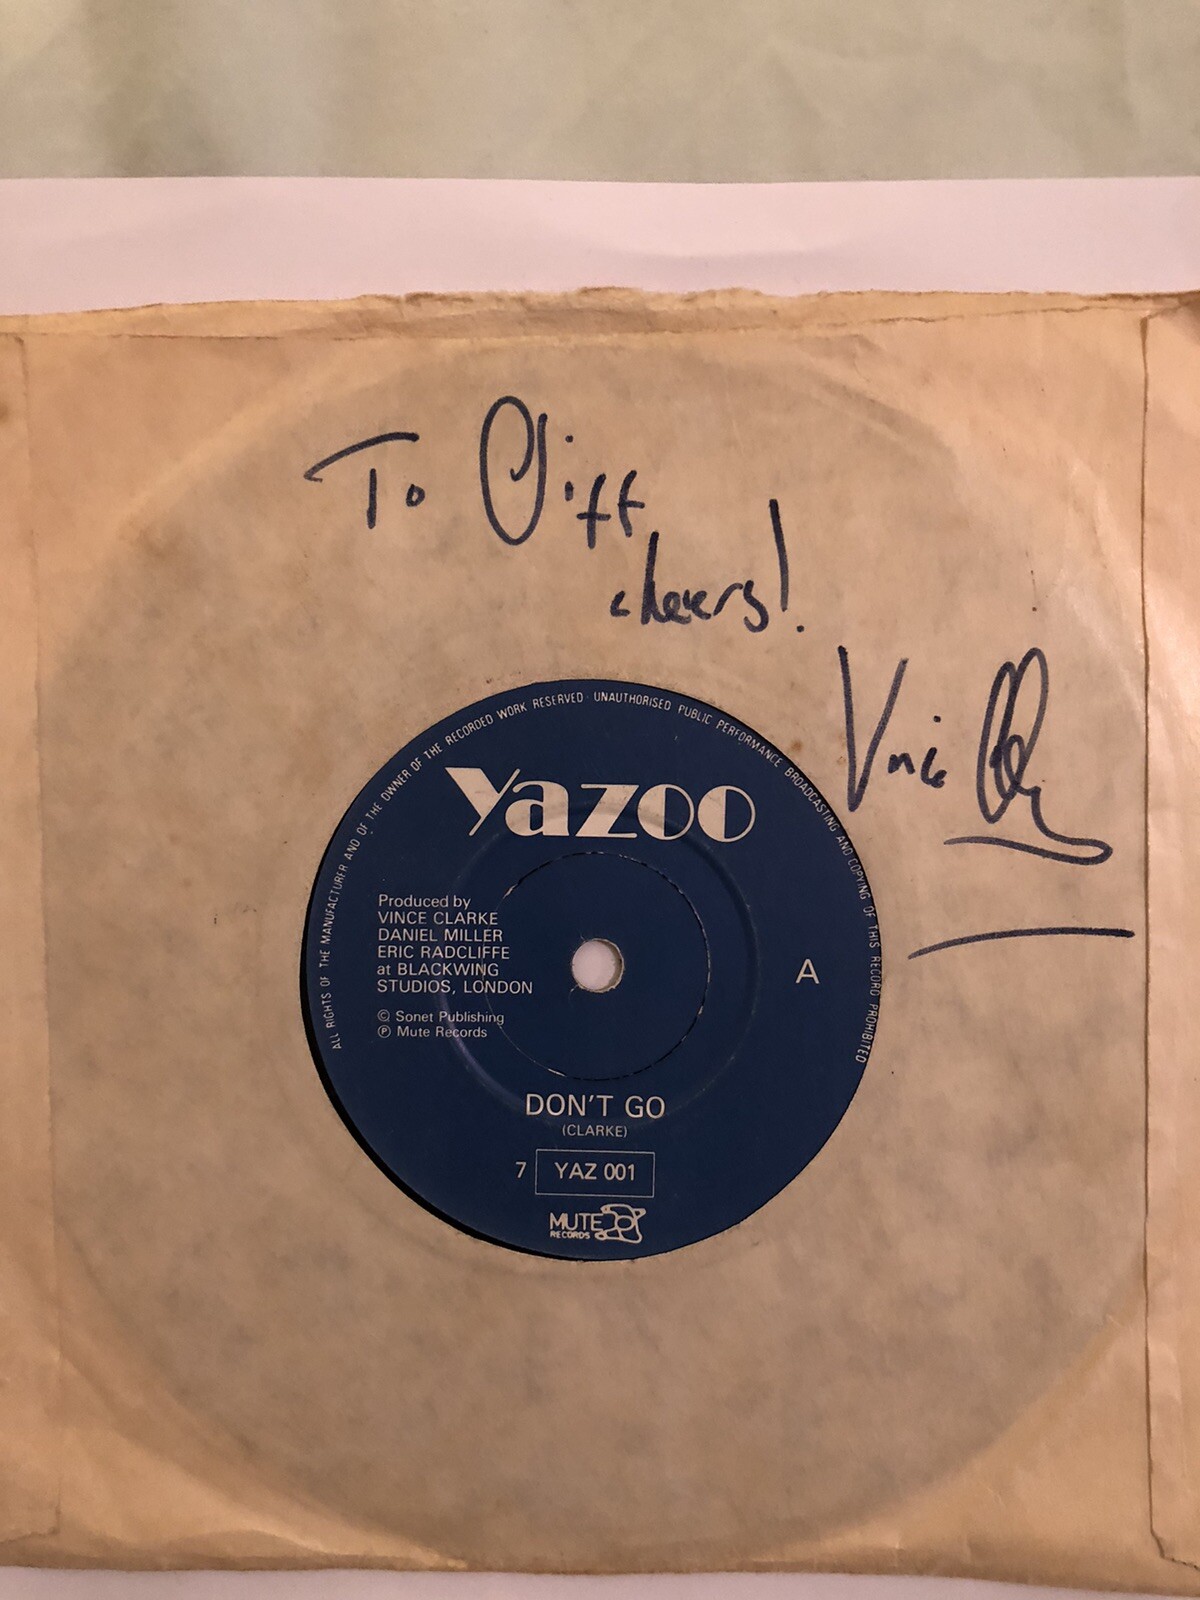 To Cliff
cheers!
Vince Clarke
ALL RIGHTS OF THE MANUFACTURER AND OF THE OWNER OF THE RECORDED WORK RESERVED · UNAUTHORISED PUBLIC PERFORMANCE BROADCASTING AND COPYING OF THIS RECORD PROHIBITED
Yazoo
Produced by
VINCE CLARKE
DANIEL MILLER
ERIC RADCLIFFE
at BLACKWING
STUDIOS, LONDON
A
© Sonet Publishing
℗ Mute Records
DON'T GO
(CLARKE)
7 YAZ 001
MUTE
RECORDS